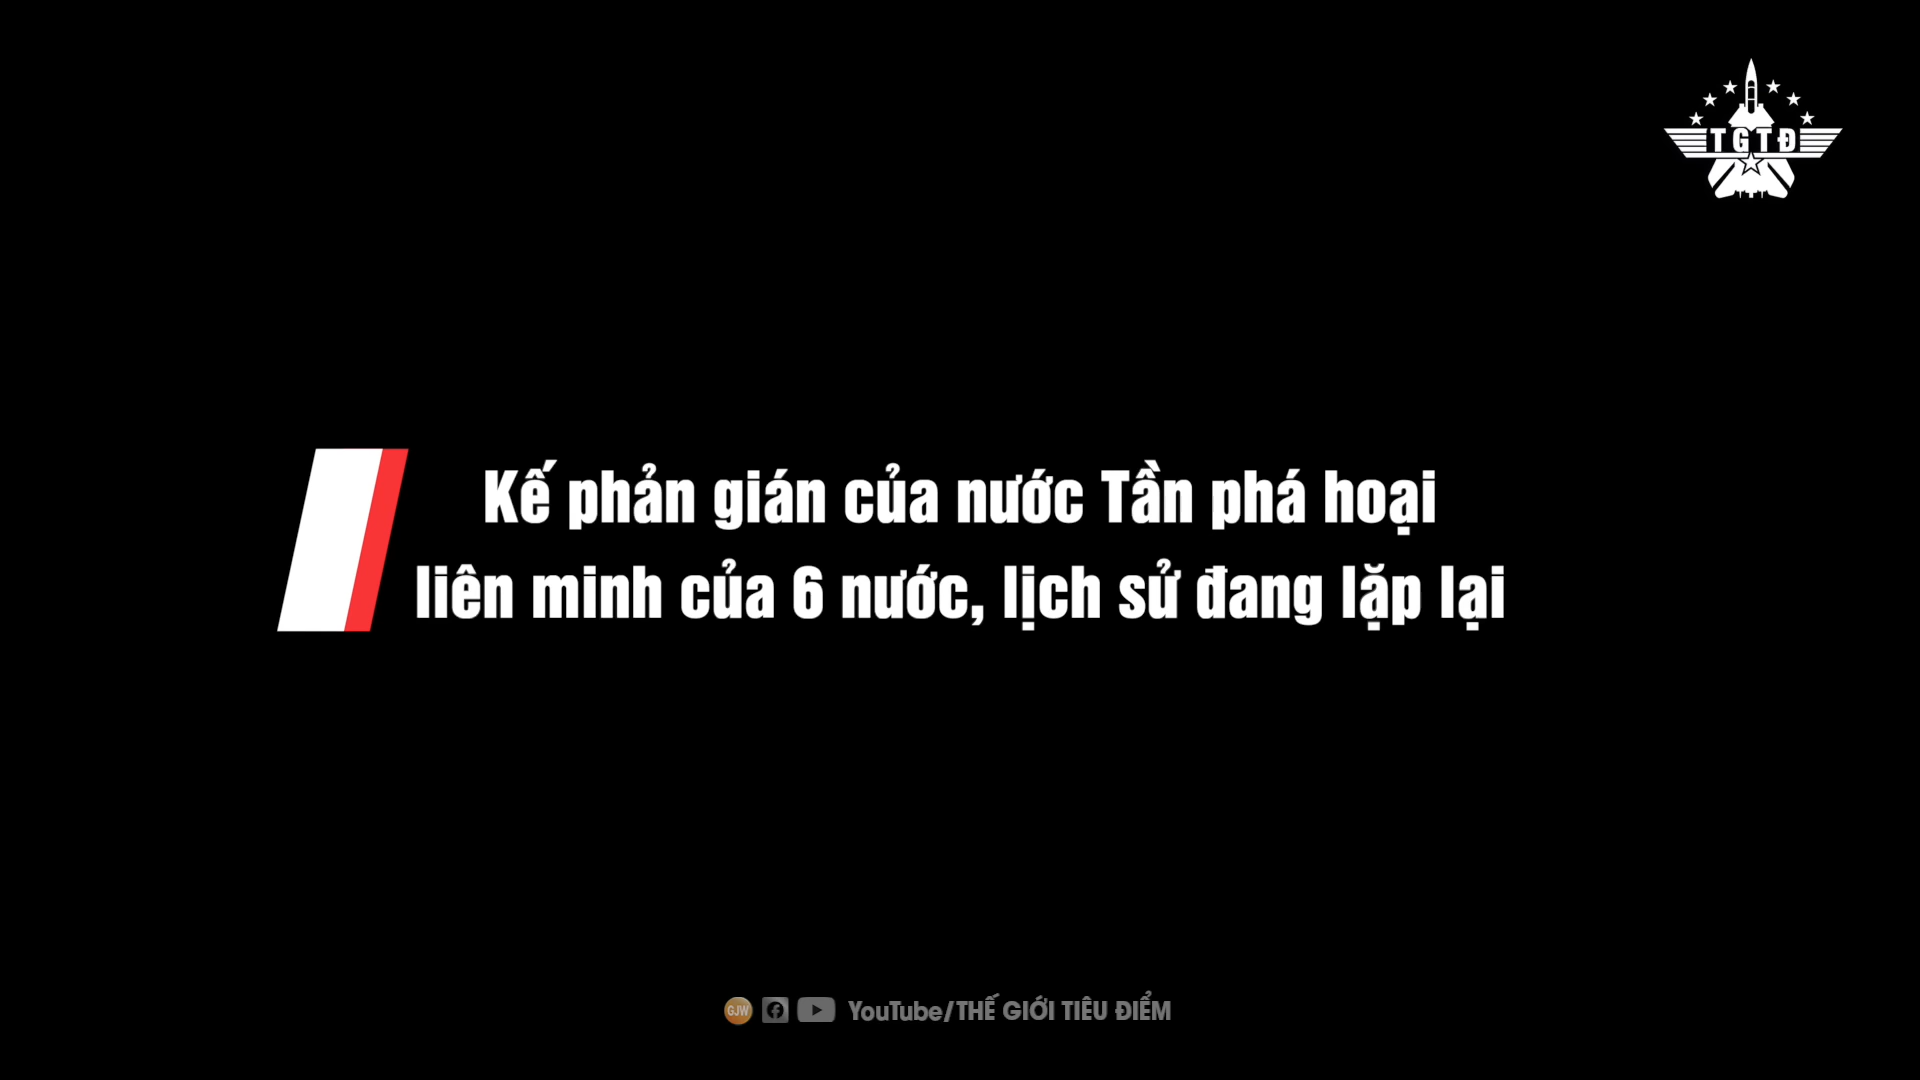 TGTĐ
Kế phản gián của nước Tần phá hoại
liên minh của 6 nước, lịch sử đang lặp lại
GJW YouTube/THẾ GIỚI TIÊU ĐIỂM